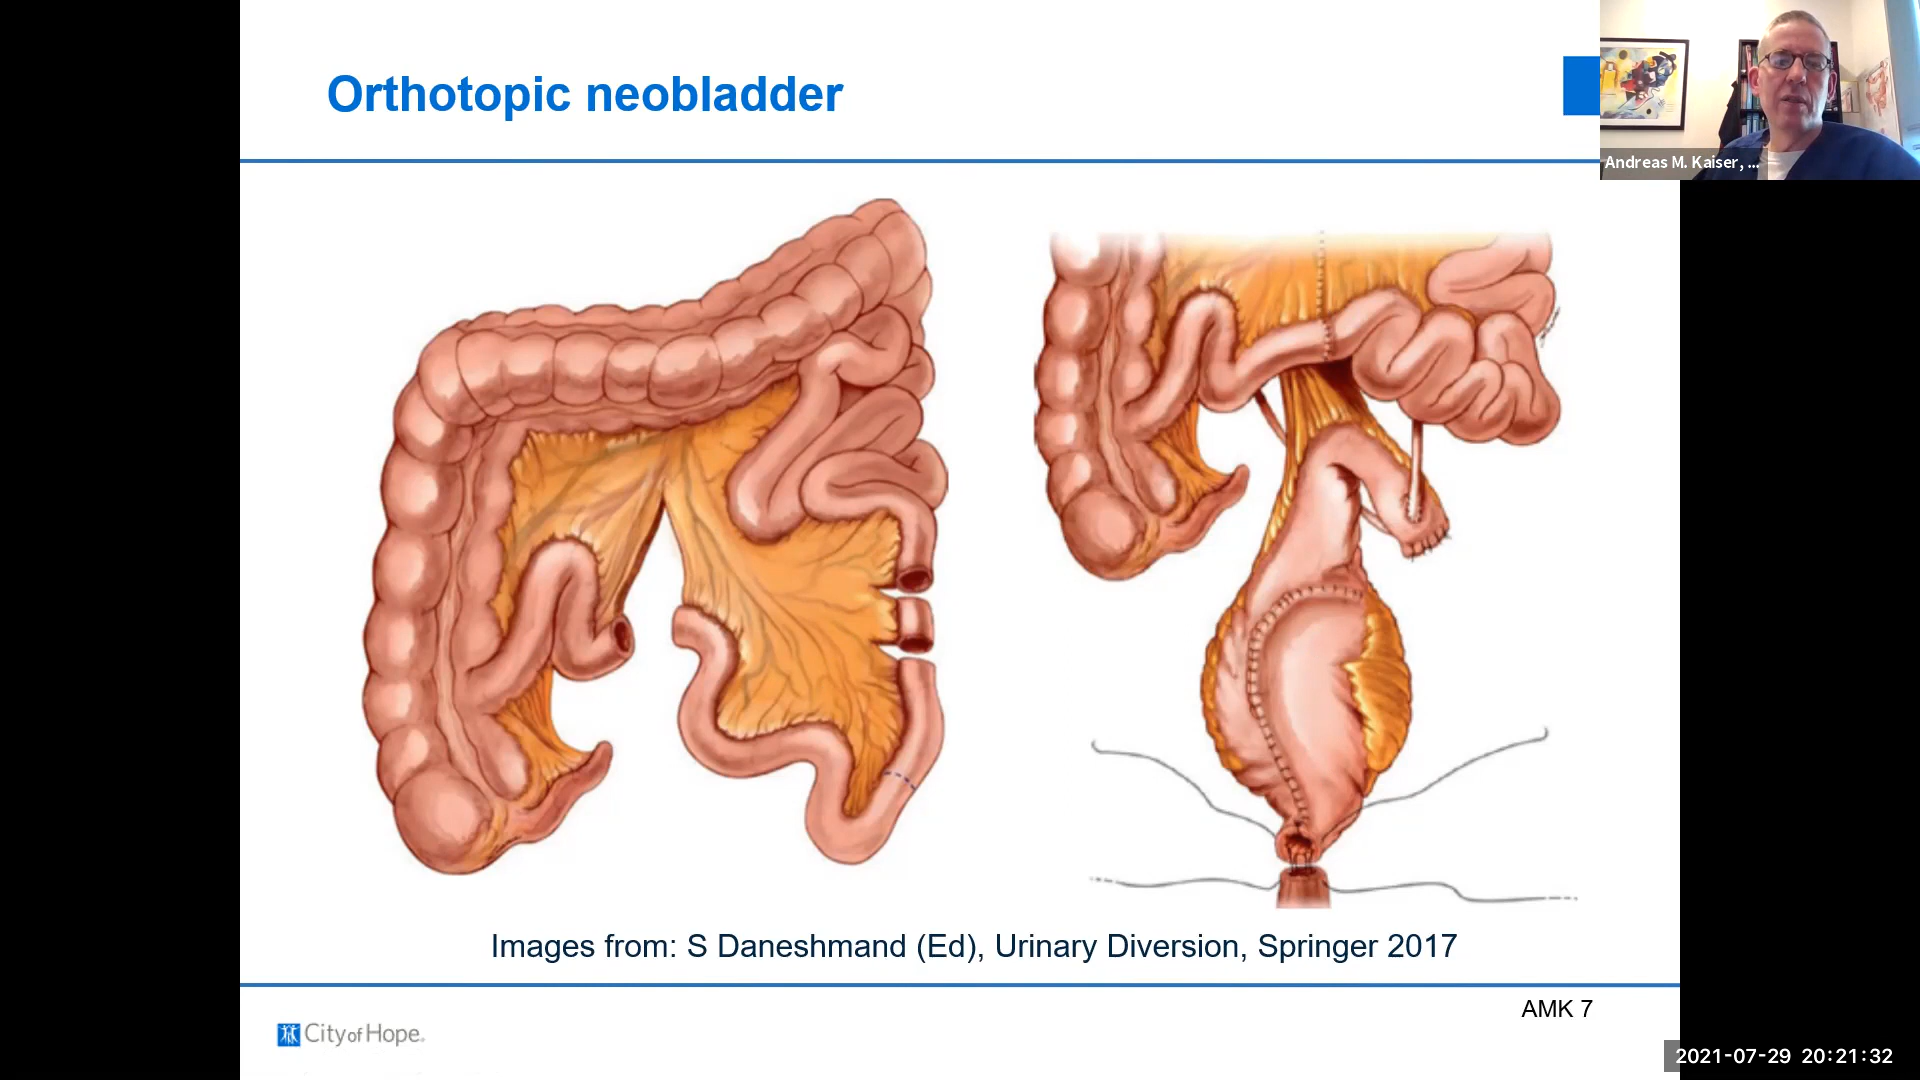 Orthotopic neobladder
Andreas M. Kaiser, ...
Images from: S Daneshmand (Ed), Urinary Diversion, Springer 2017
AMK 7
City of Hope
2021-07-29 20:21:32